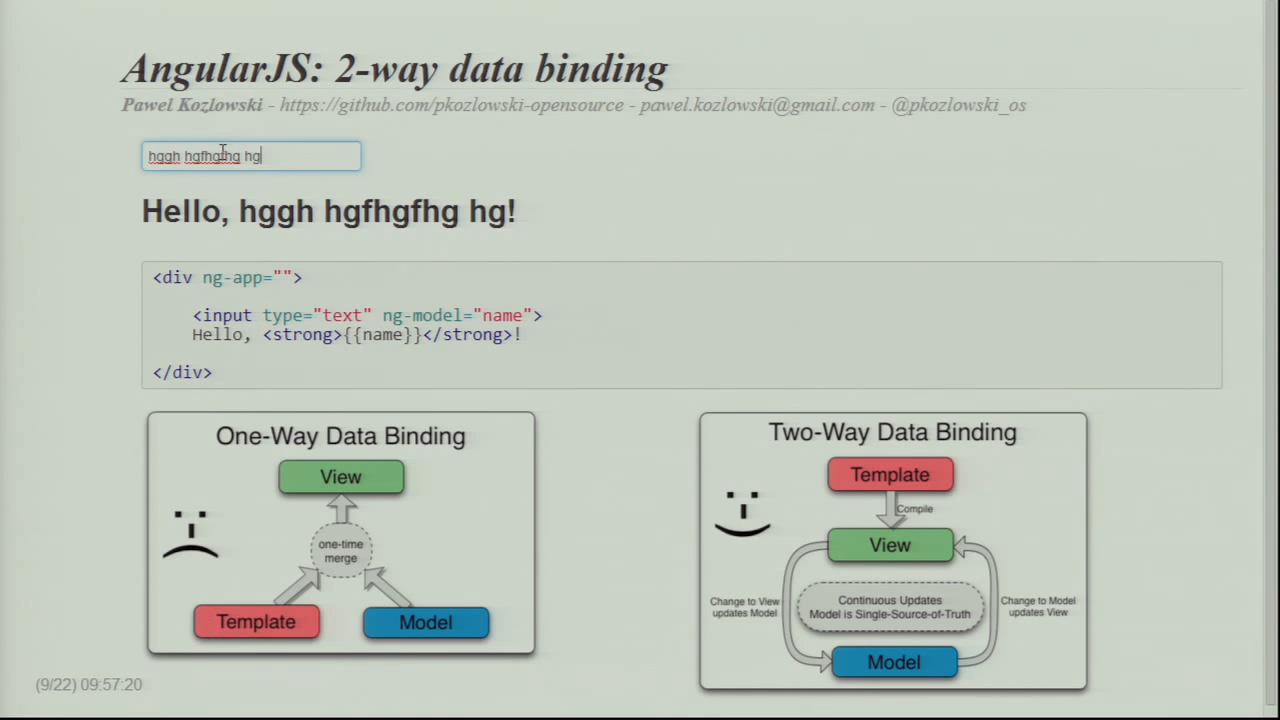 AngularJS: 2-way data binding
Pawel Kozlowski - https://github.com/pkozlowski-opensource - pawel.kozlowski@gmail.com - @pkozlowski_os
hggh hgfhgfhg hg
Hello, hggh hgfhgfhg hg!
<div ng-app="">
<input type="text" ng-model="name">
Hello, <strong>{{name}}</strong>!
</div>
One-Way Data Binding
View
one-time
merge
Template
Model
Two-Way Data Binding
Template
Compile
View
Change to View
updates Model
Continuous Updates
Model is Single-Source-of-Truth
Change to Model
updates View
Model
(9/22) 09:57:20